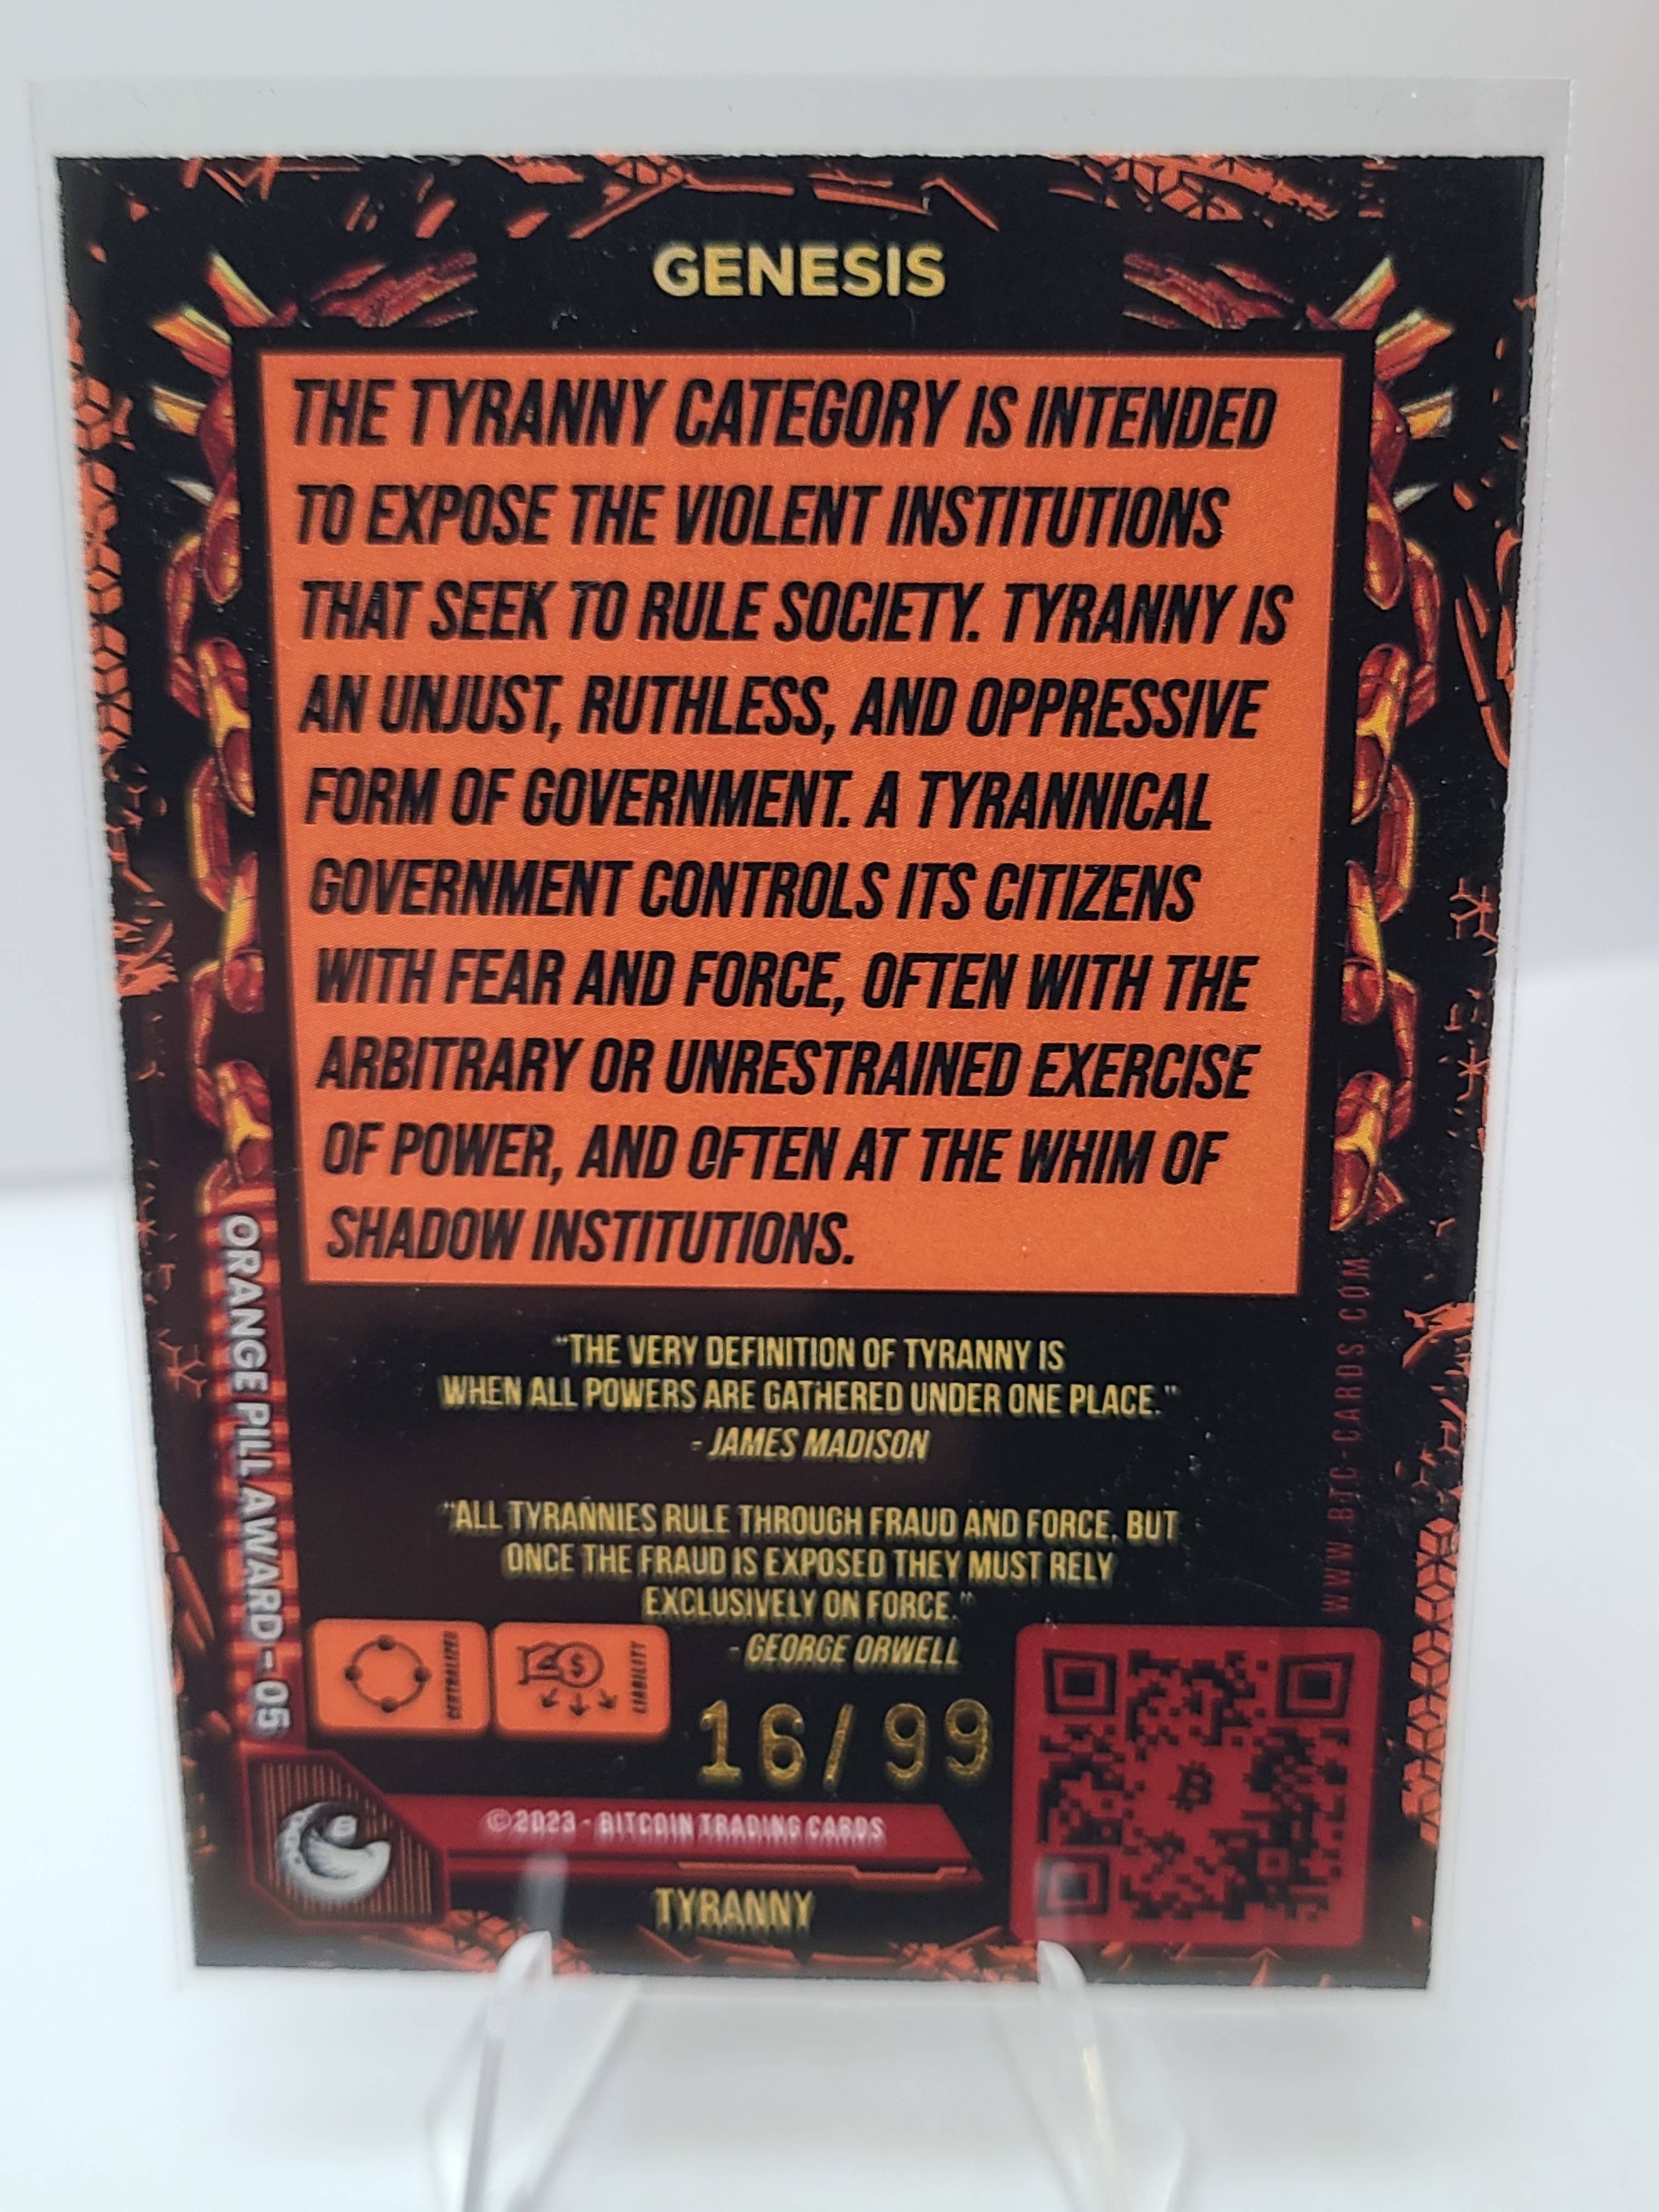 GENESIS
THE TYRANNY CATEGORY IS INTENDED
TO EXPOSE THE VIOLENT INSTITUTIONS
THAT SEEK TO RULE SOCIETY. TYRANNY IS
AN UNJUST, RUTHLESS, AND OPPRESSIVE
FORM OF GOVERNMENT. A TYRANNICAL
GOVERNMENT CONTROLS ITS CITIZENS
WITH FEAR AND FORCE, OFTEN WITH THE
ARBITRARY OR UNRESTRAINED EXERCISE
OF POWER, AND OFTEN AT THE WHIM OF
SHADOW INSTITUTIONS.
ORANGE PILL AWARD - 05
WWW.BTC-CARDS.COM
"THE VERY DEFINITION OF TYRANNY IS
WHEN ALL POWERS ARE GATHERED UNDER ONE PLACE."
- JAMES MADISON
"ALL TYRANNIES RULE THROUGH FRAUD AND FORCE, BUT
ONCE THE FRAUD IS EXPOSED THEY MUST RELY
EXCLUSIVELY ON FORCE."
- GEORGE ORWELL
CENTRALIZED
LIABILITY
16/99
©2023 - BITCOIN TRADING CARDS
TYRANNY